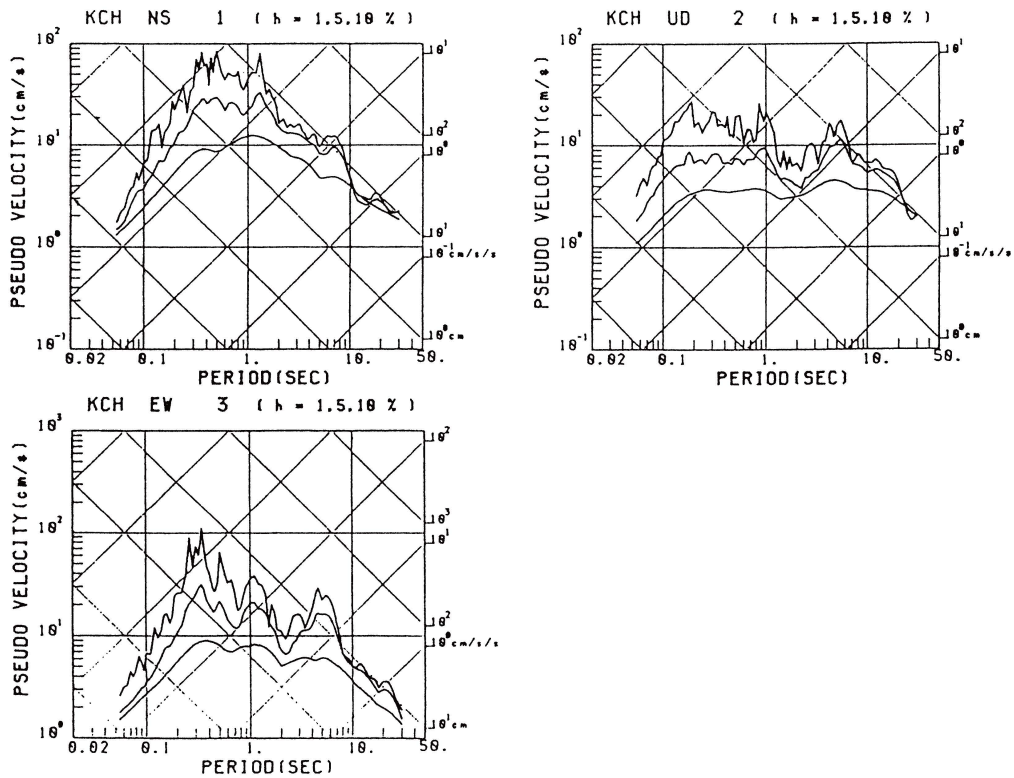 KCH NS 1 ( h = 1.5.10 % )
10²
10¹
10⁰
10⁻¹
PSEUDO VELOCITY(cm/s)
10¹
10²
10⁰
10¹
10⁻¹ cm/s/s
10⁰ cm
0.02 0.1 1. 10. 50.
PERIOD(SEC)
KCH UD 2 ( h = 1.5.10 % )
10²
10¹
10⁰
10⁻¹
PSEUDO VELOCITY(cm/s)
10¹
10²
10⁰
10¹
10⁻¹ cm/s/s
10⁰ cm
0.02 0.1 1. 10. 50.
PERIOD(SEC)
KCH EW 3 ( h = 1.5.10 % )
10³
10²
10¹
10⁰
PSEUDO VELOCITY(cm/s)
10²
10³
10¹
10²
10⁰ cm/s/s
10¹ cm
0.02 0.1 1. 10. 50.
PERIOD(SEC)